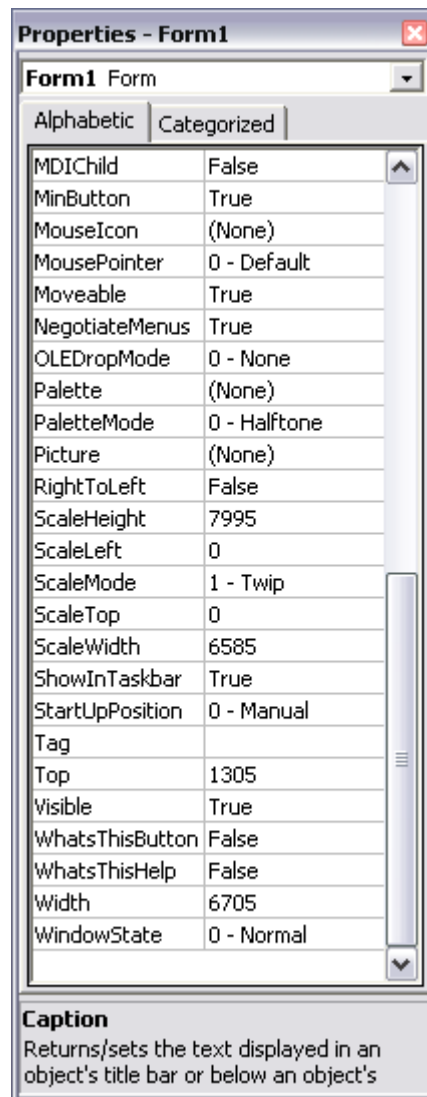 Properties - Form1
Form1 Form
Alphabetic Categorized
MDIChild False
MinButton True
MouseIcon (None)
MousePointer 0 - Default
Moveable True
NegotiateMenus True
OLEDropMode 0 - None
Palette (None)
PaletteMode 0 - Halftone
Picture (None)
RightToLeft False
ScaleHeight 7995
ScaleLeft 0
ScaleMode 1 - Twip
ScaleTop 0
ScaleWidth 6585
ShowInTaskbar True
StartUpPosition 0 - Manual
Tag
Top 1305
Visible True
WhatsThisButton False
WhatsThisHelp False
Width 6705
WindowState 0 - Normal
Caption
Returns/sets the text displayed in an
object's title bar or below an object's